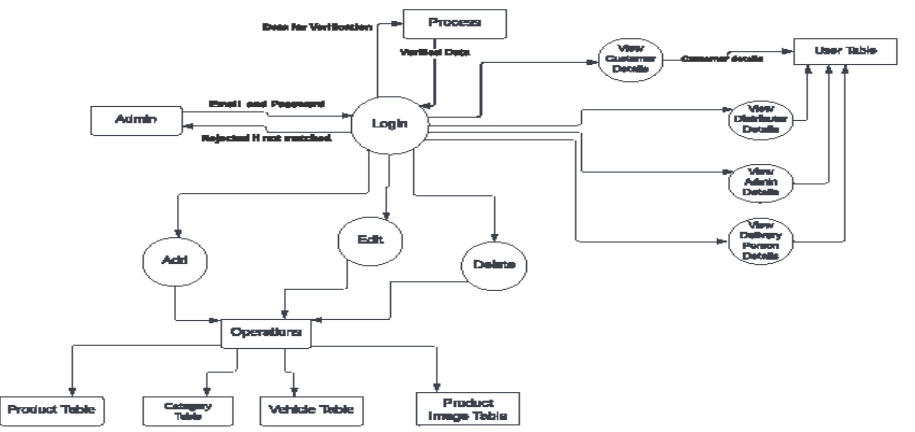 Data for Verification
Process
Verified Data
View
Customer
Details
Customer details
User Table
Email and Password
Admin
Login
Rejected if not matched
View
Distributer
Details
View
Admin
Details
View
Delivery
Person
Details
Add
Edit
Delete
Operations
Product Table
Category
Table
Vehicle Table
Product
Image Table